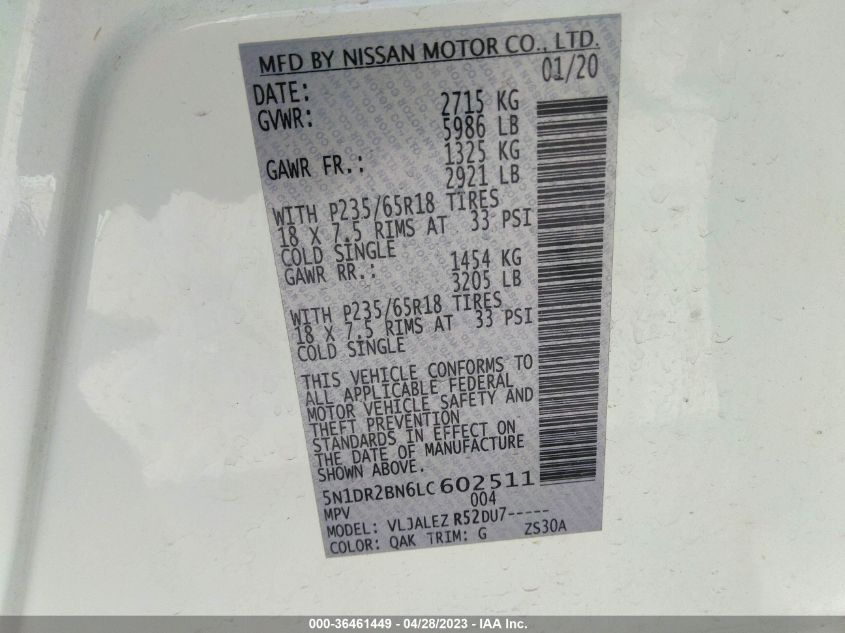 MFD BY NISSAN MOTOR CO., LTD.
DATE: 01/20
GVWR: 2715 KG
5986 LB
GAWR FR.: 1325 KG
2921 LB
WITH P235/65R18 TIRES
18 X 7.5 RIMS AT 33 PSI
COLD SINGLE
GAWR RR.: 1454 KG
3205 LB
WITH P235/65R18 TIRES
18 X 7.5 RIMS AT 33 PSI
COLD SINGLE
THIS VEHICLE CONFORMS TO
ALL APPLICABLE FEDERAL
MOTOR VEHICLE SAFETY AND
THEFT PREVENTION
STANDARDS IN EFFECT ON
THE DATE OF MANUFACTURE
SHOWN ABOVE.
5N1DR2BN6LC602511
MPV 004
MODEL: VLJALEZ R52DU7-----
COLOR: QAK TRIM: G ZS30A
000-36461449 - 04/28/2023 - IAA Inc.